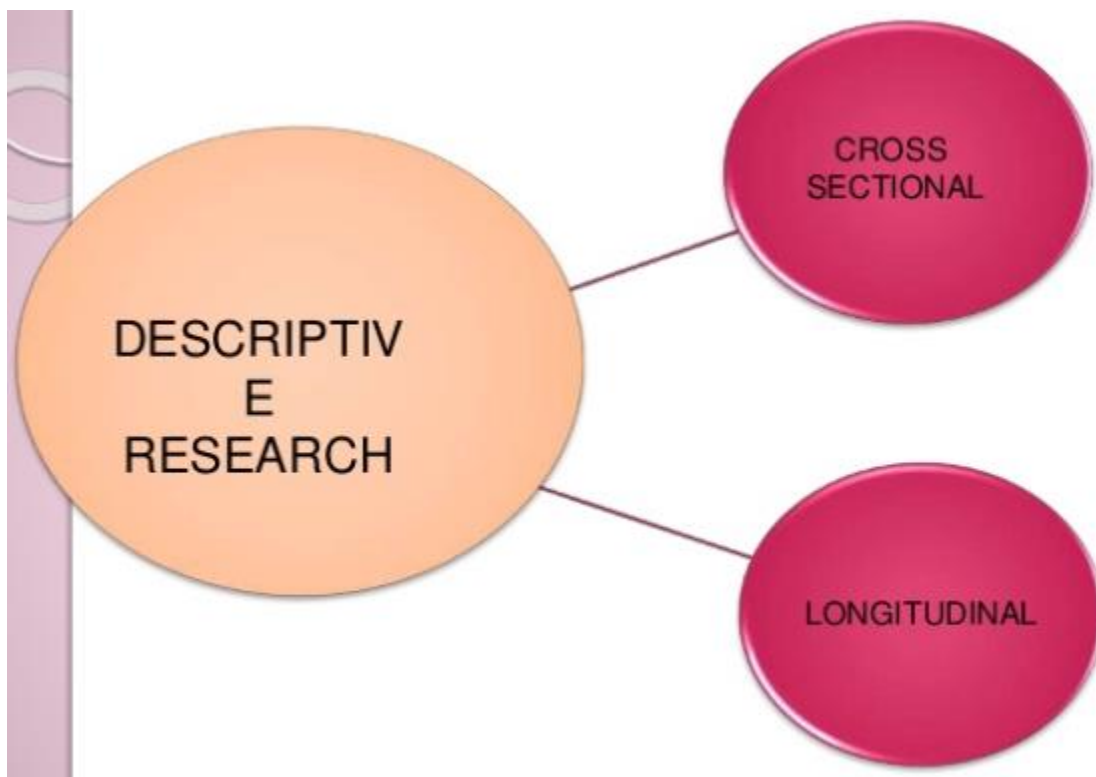 DESCRIPTIV
E
RESEARCH
CROSS
SECTIONAL
LONGITUDINAL